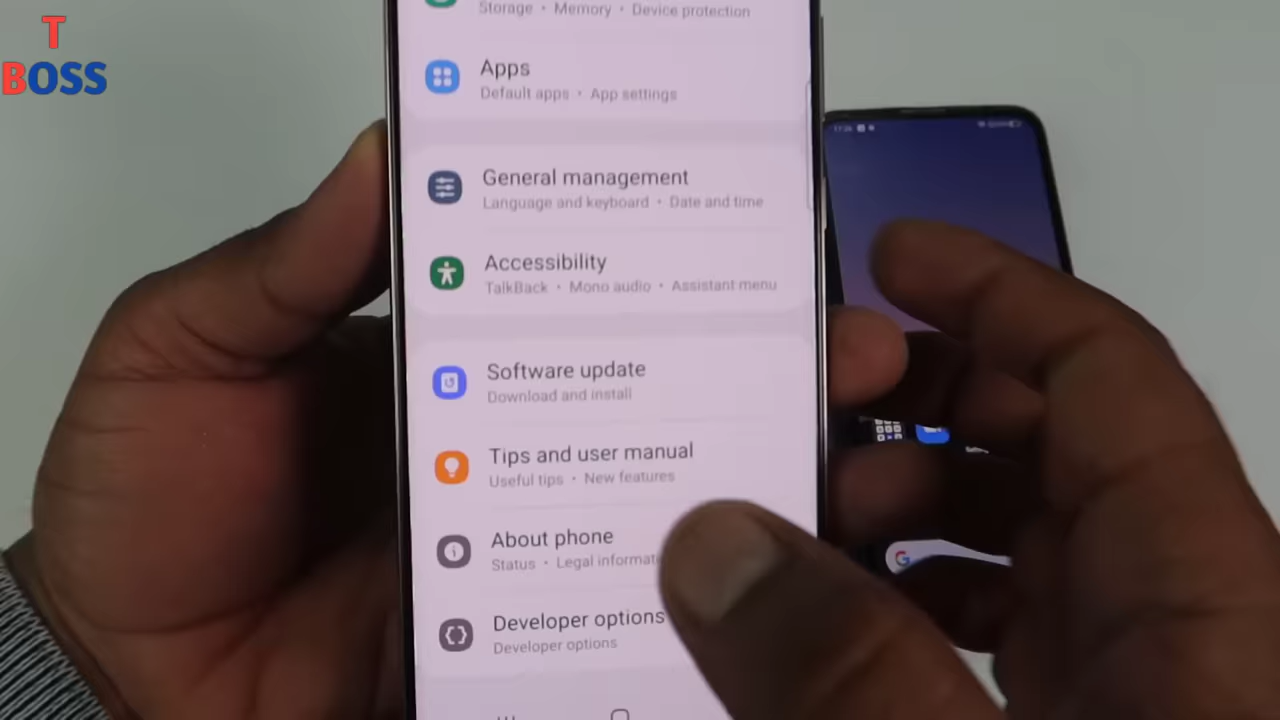 T
BOSS
Storage • Memory • Device protection
Apps
Default apps • App settings
General management
Language and keyboard • Date and time
Accessibility
TalkBack • Mono audio • Assistant menu
Software update
Download and install
Tips and user manual
Useful tips • New features
About phone
Status • Legal informati
Developer options
Developer options
G